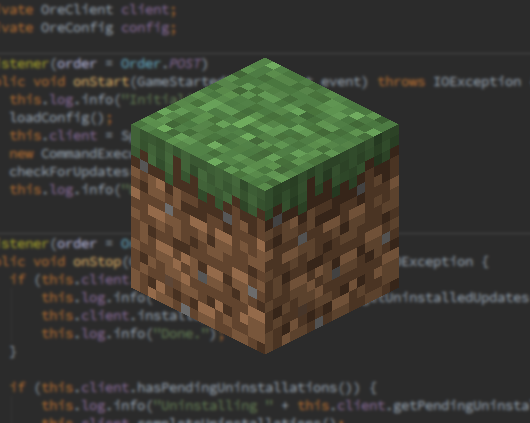 vate OreClient client;
vate OreConfig config;
stener(order = Order.POST)
lic void onStart(GameStarted event) throws IOException
this.log.info("Initi
loadConfig();
this.client = S
new CommandExec
checkForUpdates
this.log.info("
stener(order = O
lic void onStop( Exception {
if (this.client
this.log.info( getUninstalledUpdates
this.client.instal
this.log.info("Done.");
}
if (this.client.hasPendingUninstallations()) {
this.log.info("Uninstalling " + this.client.getPendingUninsta